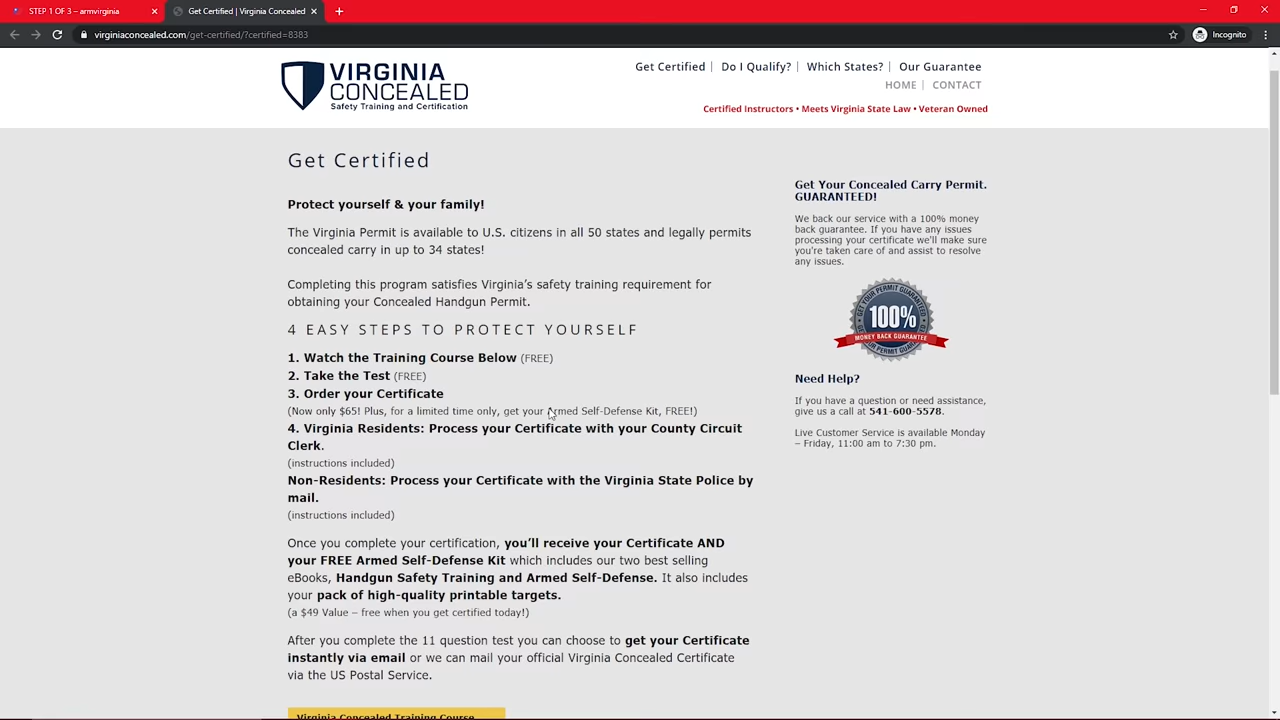 STEP 1 OF 3 – armvirginia
Get Certified | Virginia Concealed
virginiaconcealed.com/get-certified/?certified=8383
Incognito
VIRGINIA
CONCEALED
Safety Training and Certification
Get Certified | Do I Qualify? | Which States? | Our Guarantee
HOME | CONTACT
Certified Instructors • Meets Virginia State Law • Veteran Owned
Get Certified
Protect yourself & your family!
The Virginia Permit is available to U.S. citizens in all 50 states and legally permits
concealed carry in up to 34 states!
Completing this program satisfies Virginia's safety training requirement for
obtaining your Concealed Handgun Permit.
4 EASY STEPS TO PROTECT YOURSELF
1. Watch the Training Course Below (FREE)
2. Take the Test (FREE)
3. Order your Certificate
(Now only $65! Plus, for a limited time only, get your Armed Self-Defense Kit, FREE!)
4. Virginia Residents: Process your Certificate with your County Circuit
Clerk.
(instructions included)
Non-Residents: Process your Certificate with the Virginia State Police by
mail.
(instructions included)
Once you complete your certification, you'll receive your Certificate AND
your FREE Armed Self-Defense Kit which includes our two best selling
eBooks, Handgun Safety Training and Armed Self-Defense. It also includes
your pack of high-quality printable targets.
(a $49 Value – free when you get certified today!)
After you complete the 11 question test you can choose to get your Certificate
instantly via email or we can mail your official Virginia Concealed Certificate
via the US Postal Service.
Virginia Concealed Training Course
Get Your Concealed Carry Permit.
GUARANTEED!
We back our service with a 100% money
back guarantee. If you have any issues
processing your certificate we'll make sure
you're taken care of and assist to resolve
any issues.
GET YOUR PERMIT GUARANTEED
100%
MONEY BACK GUARANTEE
Need Help?
If you have a question or need assistance,
give us a call at 541-600-5578.
Live Customer Service is available Monday
– Friday, 11:00 am to 7:30 pm.